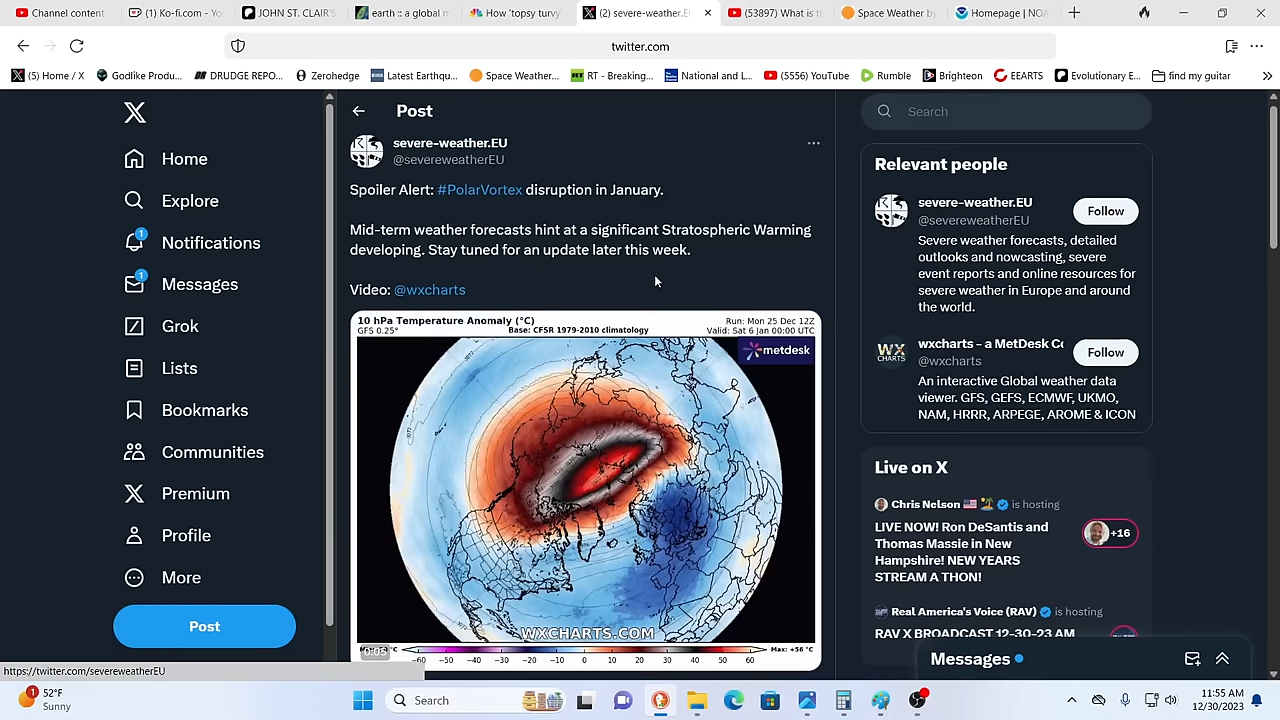 Channel content
(1) Ko-fi.com - Yo
JOHN ST. CLAIR'S
earth :: a global m
How 'topsy turvy'
(2) severe-weather.E
(53897) What is t
Space Weather by
Homepage | NOA
twitter.com
(5) Home / X
Godlike Produ...
DRUDGE REPO...
Zerohedge
Latest Earthqu...
Space Weather...
RT - Breaking...
National and L...
(5556) YouTube
Rumble
Brighteon
EEARTS
Evolutionary E...
find my guitar
Home
Explore
Notifications
Messages
Grok
Lists
Bookmarks
Communities
Premium
Profile
More
Post
https://twitter.com/severeweatherEU
Post
severe-weather.EU
@severeweatherEU
Spoiler Alert: #PolarVortex disruption in January.
Mid-term weather forecasts hint at a significant Stratospheric Warming
developing. Stay tuned for an update later this week.
Video: @wxcharts
10 hPa Temperature Anomaly (°C)
Run: Mon 25 Dec 12Z
GFS 0.25°
Base: CFSR 1979-2010 climatology
Valid: Sat 6 Jan 00:00 UTC
metdesk
WXCHARTS.COM
0:05
°C
Max: +56 °C
-60 -50 -40 -30 -20 -10 0 10 20 30 40 50 60
Search
Relevant people
severe-weather.EU
@severeweatherEU
Follow
Severe weather forecasts, detailed
outlooks and nowcasting, severe
event reports and online resources for
severe weather in Europe and around
the world.
wxcharts – a MetDesk Co
@wxcharts
Follow
An interactive Global weather data
viewer. GFS, GEFS, ECMWF, UKMO,
NAM, HRRR, ARPEGE, AROME & ICON
Live on X
Chris Nelson is hosting
LIVE NOW! Ron DeSantis and
Thomas Massie in New
Hampshire! NEW YEARS
STREAM A THON!
+16
Real America's Voice (RAV) is hosting
RAV X BROADCAST 12-30-23 AM
Messages
1
52°F
Sunny
Search
11:55 AM
12/30/2023